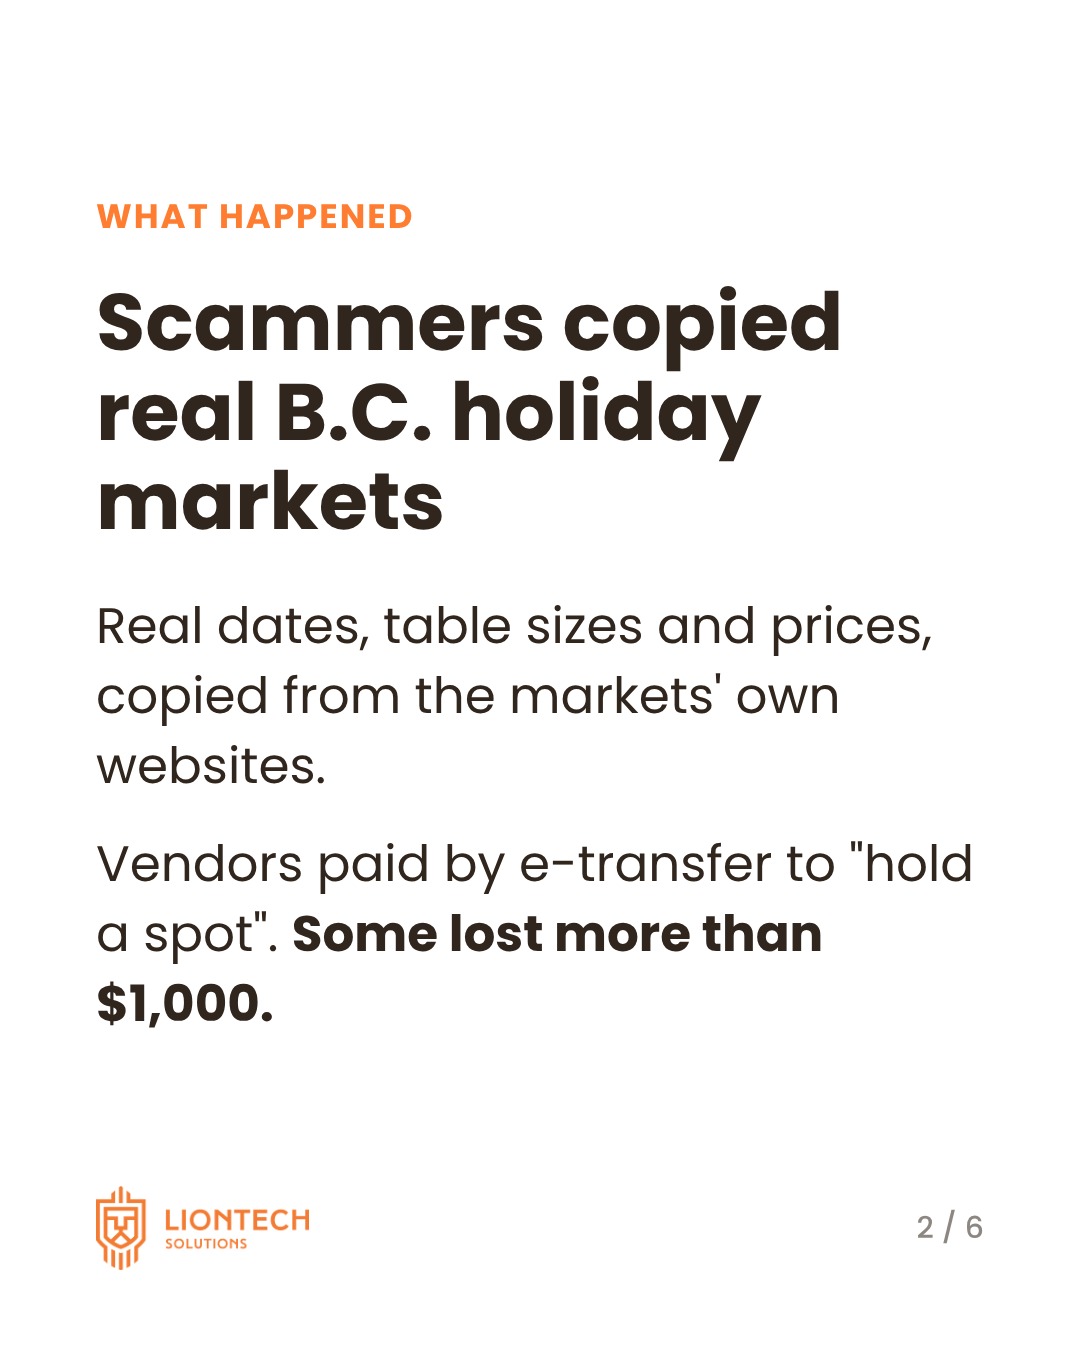 WHAT HAPPENED
Scammers copied
real B.C. holiday
markets
Real dates, table sizes and prices,
copied from the markets' own
websites.
Vendors paid by e-transfer to "hold
a spot". Some lost more than
$1,000.
LIONTECH
SOLUTIONS
2 / 6